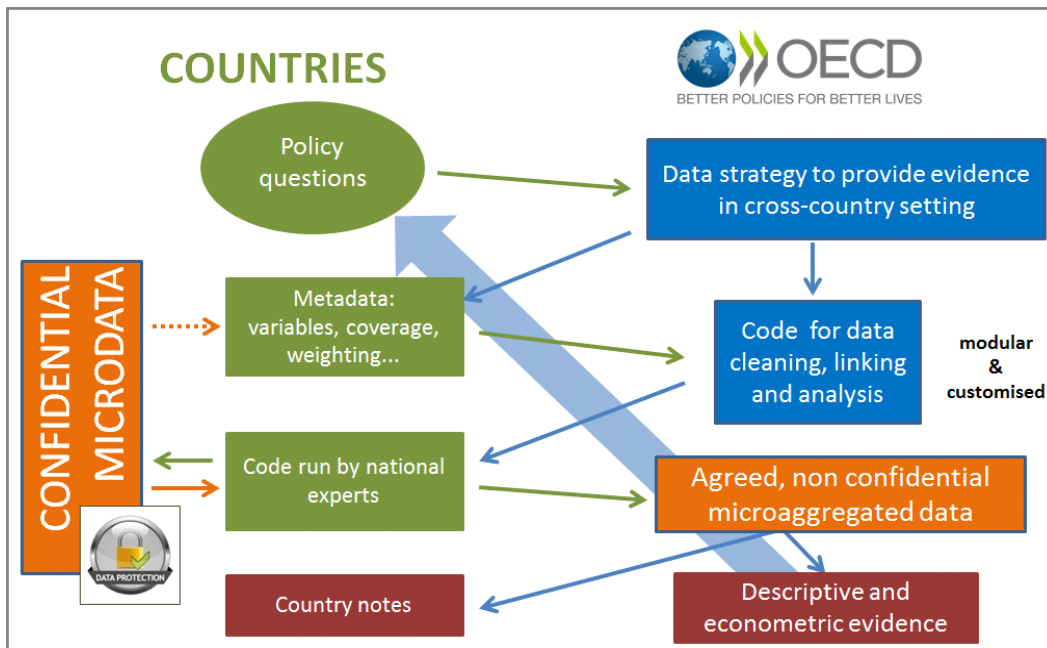 COUNTRIES
OECD
BETTER POLICIES FOR BETTER LIVES
Policy
questions
Data strategy to provide evidence
in cross-country setting
CONFIDENTIAL
MICRODATA
Metadata:
variables, coverage,
weighting...
Code for data
cleaning, linking
and analysis
modular
&
customised
Code run by national
experts
Agreed, non confidential
microaggregated data
DATA PROTECTION
Country notes
Descriptive and
econometric evidence